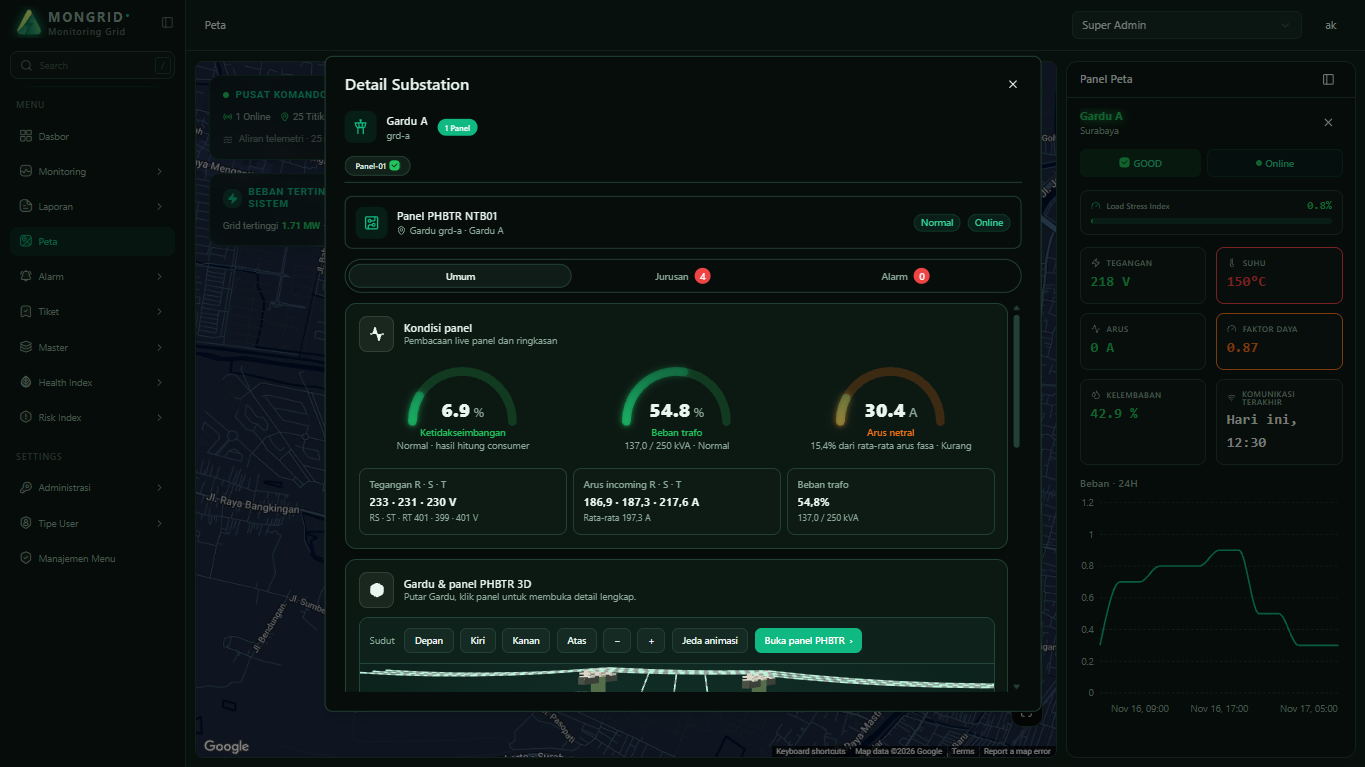 MONGRID
Monitoring Grid
Search
/
MENU
Dasbor
Monitoring
Laporan
Peta
Alarm
Tiket
Master
Health Index
Risk Index
SETTINGS
Administrasi
Tipe User
Manajemen Menu
Peta
Super Admin
ak
PUSAT KOMANDO
1 Online
25 Titik
Aliran telemetri · 25
BEBAN TERTIN
SISTEM
Grid tertinggi 1.71 MW
Jl. Raya Bangkingan
Jl. Bendungan
Jl. Sumbe
Google
Keyboard shortcuts
Map data ©2026 Google
Terms
Report a map error
Detail Substation
Gardu A
1 Panel
grd-a
Panel-01
Panel PHBTR NTB01
Gardu grd-a · Gardu A
Normal
Online
Umum
Jurusan 4
Alarm 0
Kondisi panel
Pembacaan live panel dan ringkasan
6.9 %
Ketidakseimbangan
Normal · hasil hitung consumer
54.8 %
Beban trafo
137,0 / 250 kVA · Normal
30.4 A
Arus netral
15,4% dari rata-rata arus fasa · Kurang
Tegangan R · S · T
233 · 231 · 230 V
RS · ST · RT 401 · 399 · 401 V
Arus incoming R · S · T
186,9 · 187,3 · 217,6 A
Rata-rata 197,3 A
Beban trafo
54,8%
137,0 / 250 kVA
Gardu & panel PHBTR 3D
Putar Gardu, klik panel untuk membuka detail lengkap.
Sudut
Depan
Kiri
Kanan
Atas
−
+
Jeda animasi
Buka panel PHBTR ›
Panel Peta
Gardu A
Surabaya
GOOD
Online
Load Stress Index
0.8%
TEGANGAN
218 V
SUHU
150°C
ARUS
0 A
FAKTOR DAYA
0.87
KELEMBABAN
42.9 %
KOMUNIKASI
TERAKHIR
Hari ini,
12:30
Beban · 24H
1.2
1
0.8
0.6
0.4
0.2
0
Nov 16, 09:00
Nov 16, 17:00
Nov 17, 05:00